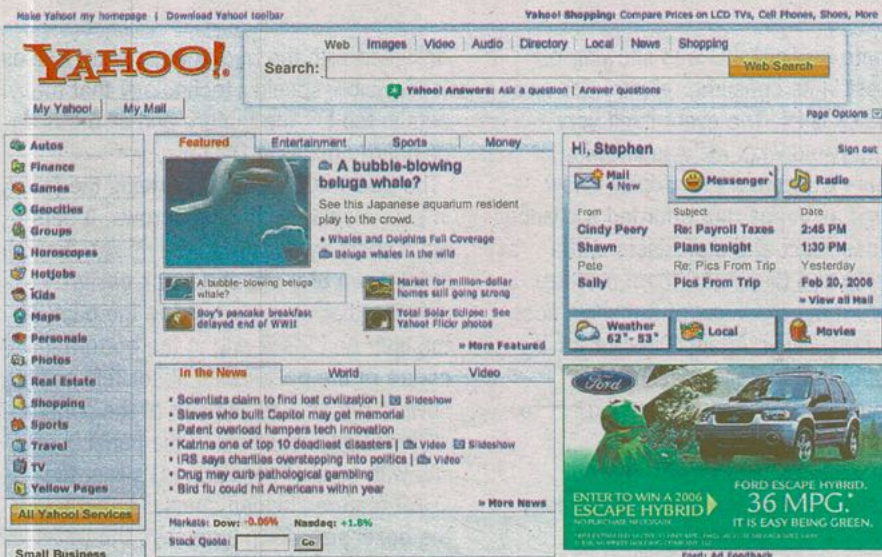 Make Yahoo! my homepage | Download Yahoo! toolbar
Yahoo! Shopping: Compare Prices on LCD TVs, Cell Phones, Shoes, More
YAHOO!
Web | Images | Video | Audio | Directory | Local | News | Shopping
Search:
Web Search
Yahoo! Answers: Ask a question | Answer questions
My Yahoo!
My Mail
Page Options
Autos
Finance
Games
Geocities
Groups
Horoscopes
Hotjobs
Kids
Maps
Personals
Photos
Real Estate
Shopping
Sports
Travel
TV
Yellow Pages
All Yahoo! Services
Small Business
Featured
Entertainment
Sports
Money
A bubble-blowing
beluga whale?
See this Japanese aquarium resident
play to the crowd.
• Whales and Dolphins Full Coverage
Beluga whales in the wild
A bubble-blowing beluga
whale?
Market for million-dollar
homes still going strong
Boy's pancake breakfast
delayed end of WWII
Total Solar Eclipse: See
Yahoo! Flickr photos
» More Featured
In the News
World
Video
• Scientists claim to find lost civilization | Slideshow
• Slaves who built Capitol may get memorial
• Patent overload hampers tech innovation
• Katrina one of top 10 deadliest disasters | Video Slideshow
• IRS says charities overstepping into politics | Video
• Drug may curb pathological gambling
• Bird flu could hit Americans within year
» More News
Markets: Dow: -0.06% Nasdaq: +1.8%
Stock Quote:
Go
Hi, Stephen
Sign out
Mail
4 New
Messenger
Radio
From Subject Date
Cindy Peery Re: Payroll Taxes 2:45 PM
Shawn Plans tonight 1:30 PM
Pete Re: Pics From Trip Yesterday
Sally Pics From Trip Feb 20, 2006
» View all Mail
Weather
62°- 53°
Local
Movies
Ford
ENTER TO WIN A 2006
ESCAPE HYBRID
NO PURCHASE NECESSARY.
FORD ESCAPE HYBRID.
36 MPG.*
IT IS EASY BEING GREEN.
Ford: Ad Feedback